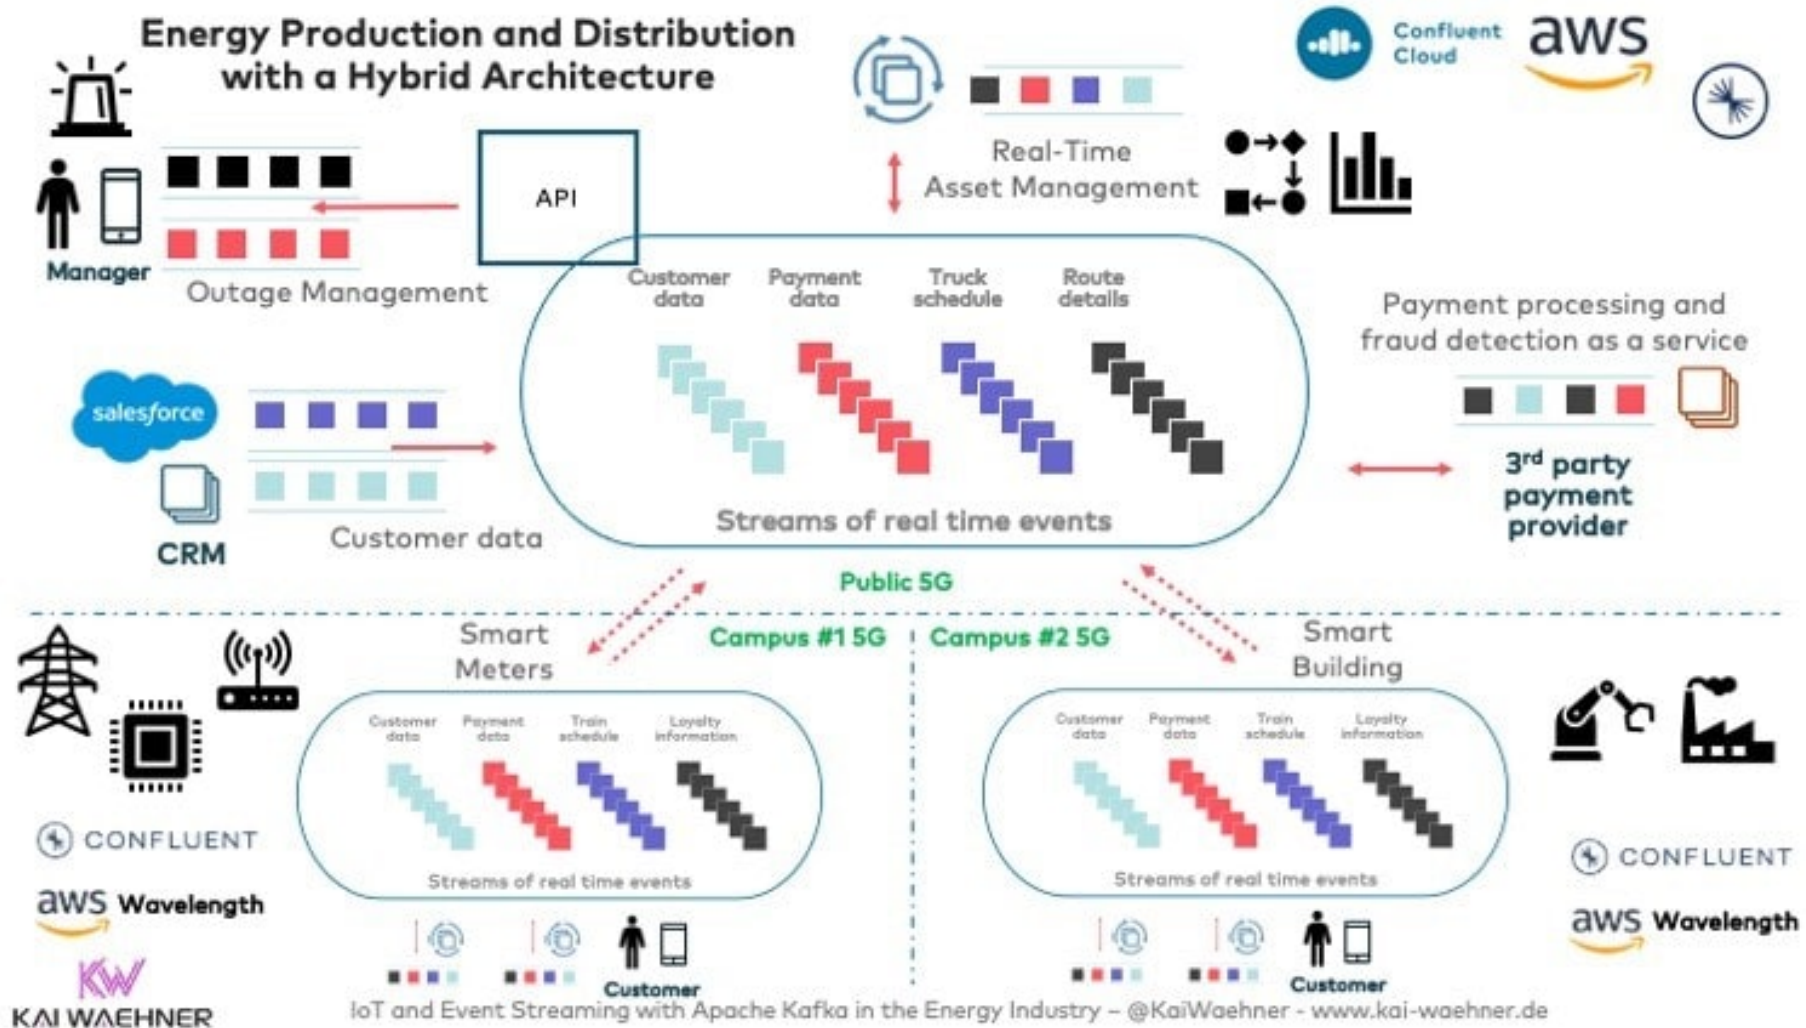 Energy Production and Distribution
with a Hybrid Architecture
Confluent
Cloud
aws
API
Real-Time
Asset Management
Manager
Outage Management
Customer
data
Payment
data
Truck
schedule
Route
details
Streams of real time events
Payment processing and
fraud detection as a service
3rd party
payment
provider
salesforce
CRM
Customer data
Public 5G
Smart
Meters
Campus #1 5G
Campus #2 5G
Smart
Building
Customer
data
Payment
data
Train
schedule
Loyalty
information
Streams of real time events
Customer
data
Payment
data
Train
schedule
Loyalty
information
Streams of real time events
CONFLUENT
aws Wavelength
CONFLUENT
aws Wavelength
Customer
Customer
KW
KAI WAEHNER
IoT and Event Streaming with Apache Kafka in the Energy Industry – @KaiWaehner - www.kai-waehner.de